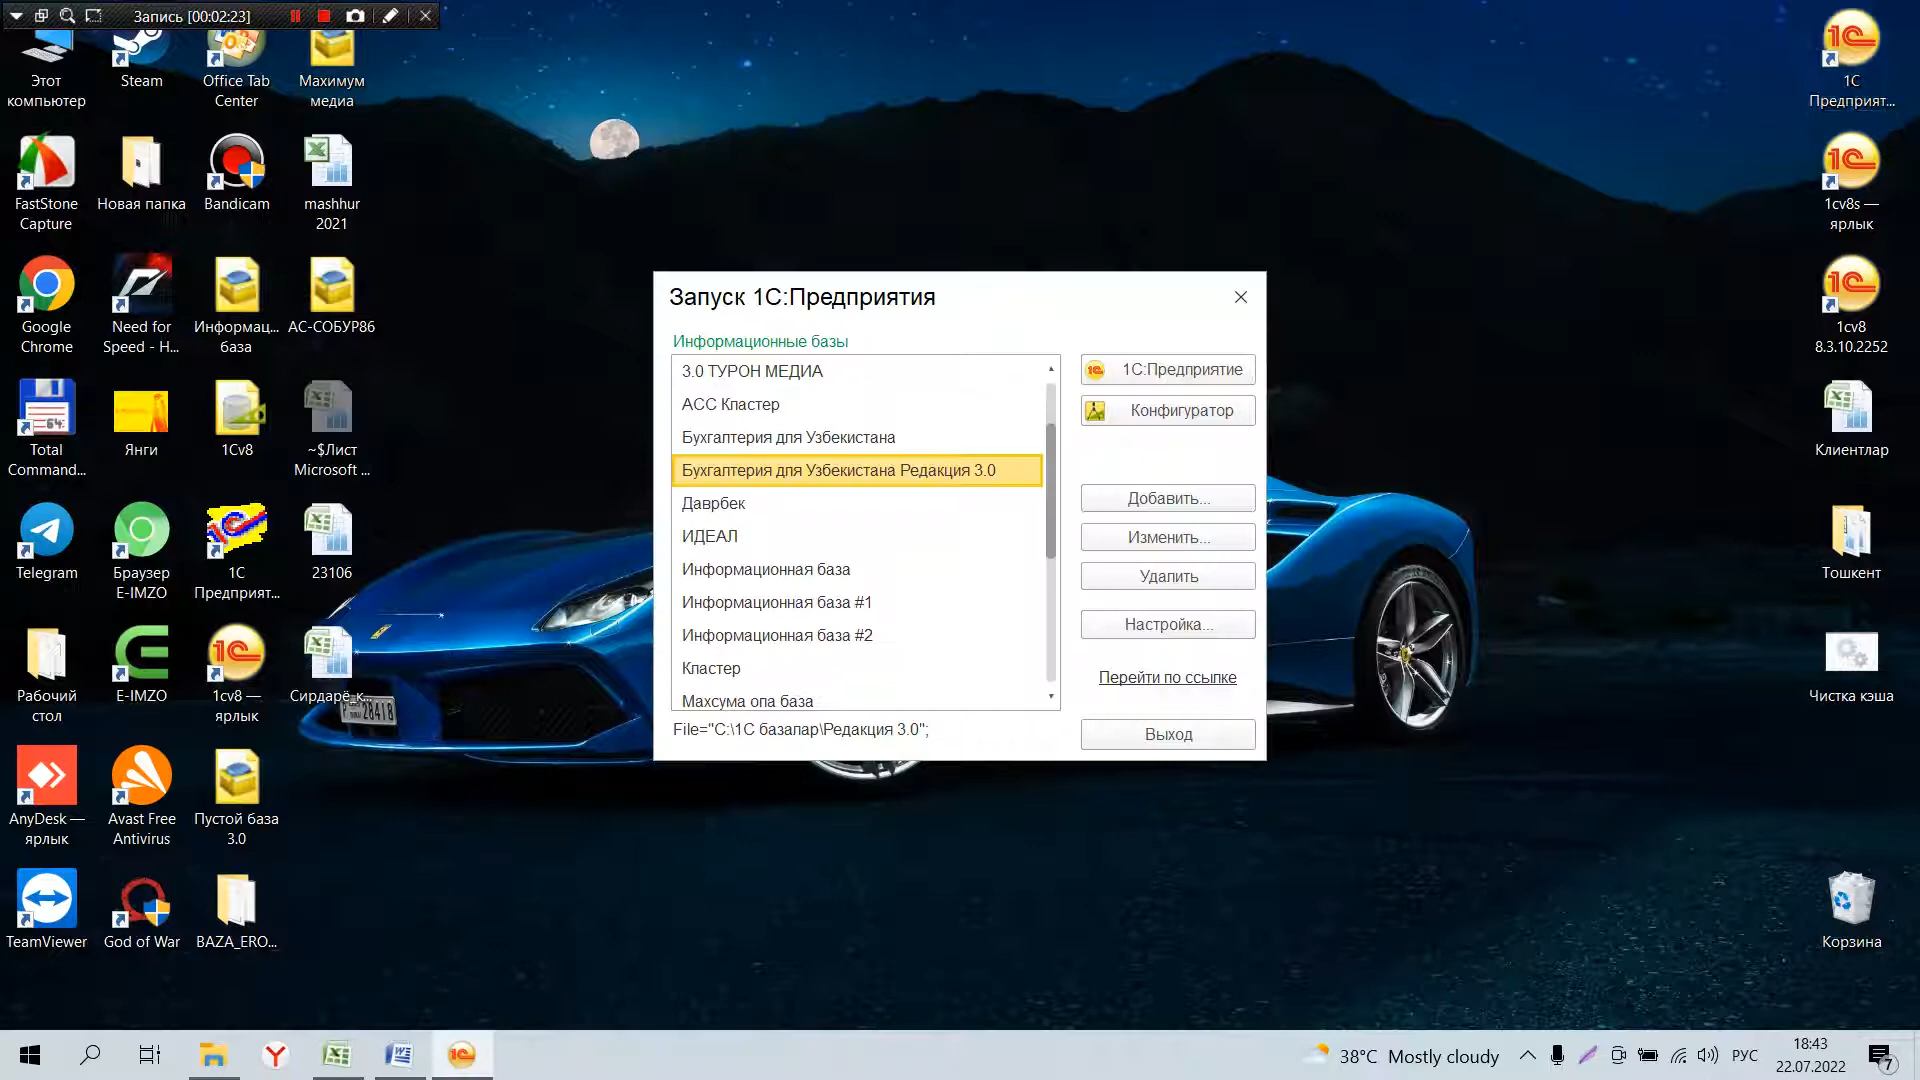 Запись [00:02:23]
Этот
компьютер
Steam
Office Tab
Center
Махимум
медиа
FastStone
Capture
Новая папка
Bandicam
mashhur
2021
Google
Chrome
Need for
Speed - H...
Информац...
база
АС-СОБУР86
Total
Command...
Янги
1Cv8
~$Лист
Microsoft ...
Telegram
Браузер
E-IMZO
1С
Предприят...
23106
Рабочий
стол
E-IMZO
1cv8 —
ярлык
Сирдарё_к...
AnyDesk —
ярлык
Avast Free
Antivirus
Пустой база
3.0
TeamViewer
God of War
BAZA_ERO...
Запуск 1С:Предприятия
Информационные базы
3.0 ТУРОН МЕДИА
АСС Кластер
Бухгалтерия для Узбекистана
Бухгалтерия для Узбекистана Редакция 3.0
Даврбек
ИДЕАЛ
Информационная база
Информационная база #1
Информационная база #2
Кластер
Махсума опа база
File="C:\1С базалар\Редакция 3.0";
1С:Предприятие
Конфигуратор
Добавить...
Изменить...
Удалить
Настройка...
Перейти по ссылке
Выход
1С
Предприят...
1cv8s —
ярлык
1cv8
8.3.10.2252
Клиентлар
Тошкент
Чистка кэша
Корзина
38°C Mostly cloudy
РУС
18:43
22.07.2022
7